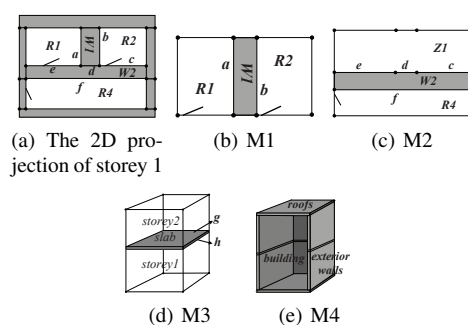 R1 W1 R2
a b
e d c
W2
f R4
(a) The 2D pro-
jection of storey 1
a W1 R2
R1 b
(b) M1
Z1
e d c
W2
f R4
(c) M2
storey2 g
slab h
storey1
(d) M3
roofs
building exterior
walls
(e) M4